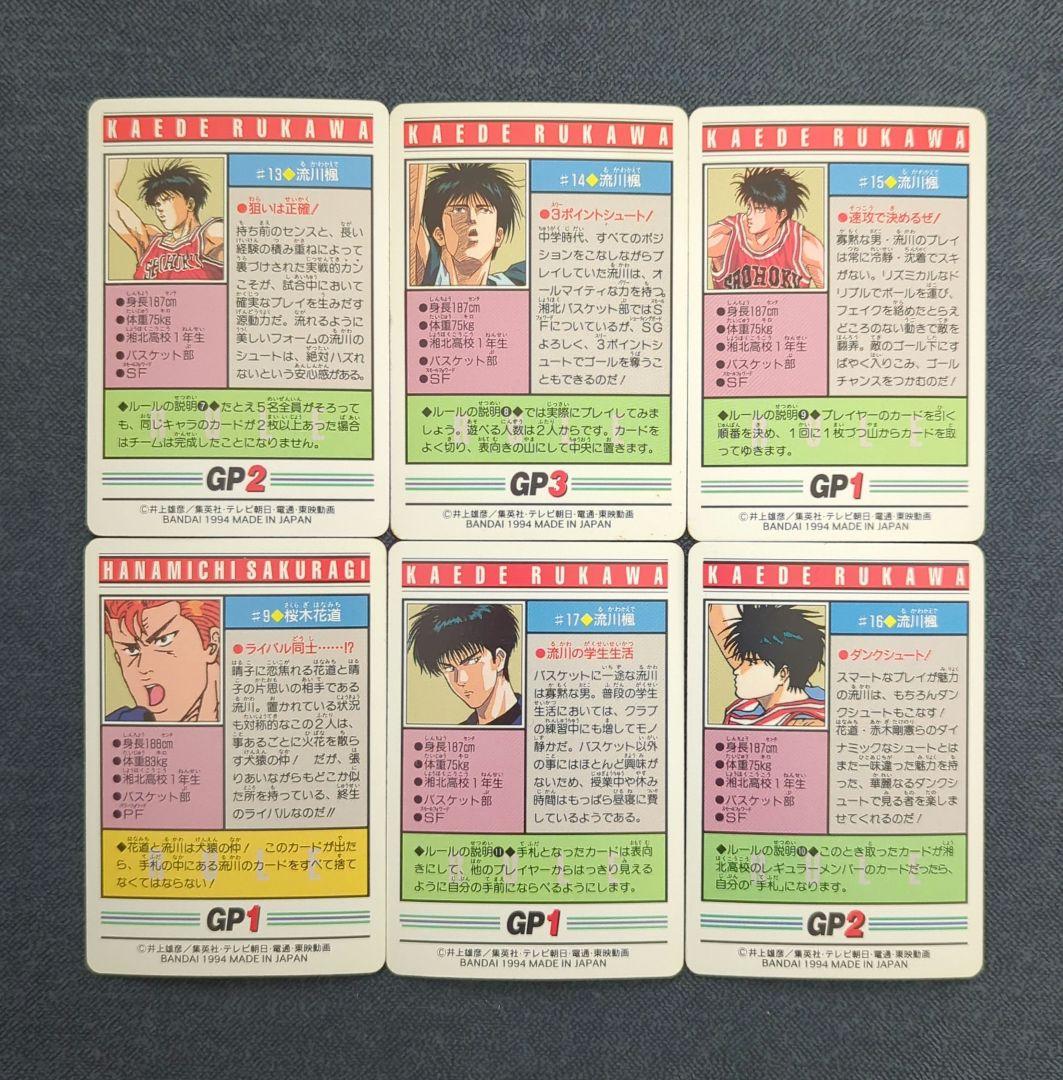 KAEDE RUKAWA
#13◆流川楓
●狙いは正確！
持ち前のセンスと、長い
経験の積み重ねによって
裏づけされた実戦的カン
こそが、試合中において
確実なプレイを生みだす
源動力だ。流れるように
美しいフォームの流川の
シュートは、絶対ハズれ
ないという安心感がある。
SHOHOKU
●身長187cm
●体重75kg
●湘北高校1年生
●バスケット部
●SF
◆ルールの説明❼◆たとえ5名全員がそろって
も、同じキャラのカードが2枚以上あった場合
はチームは完成したことになりません。
RULE
GP2
©井上雄彦／集英社・テレビ朝日・電通・東映動画
BANDAI 1994 MADE IN JAPAN
KAEDE RUKAWA
#14◆流川楓
●3ポイントシュート！
中学時代、すべてのポジ
ションをこなしながらプ
レイしていた流川は、オ
ールマイティな力を持つ。
湘北バスケット部ではS
Fについているが、SG
よろしく、3ポイントシ
ュートでゴールを奪うこ
ともできるのだ！
●身長187cm
●体重75kg
●湘北高校1年生
●バスケット部
●SF
◆ルールの説明❽◆では実際にプレイしてみま
しょう。遊べる人数は2人からです。カードを
よく切り、表向きの山にして中央に置きます。
RULE
GP3
©井上雄彦／集英社・テレビ朝日・電通・東映動画
BANDAI 1994 MADE IN JAPAN
KAEDE RUKAWA
#15◆流川楓
●速攻で決めるぜ！
寡黙な男・流川のプレイ
は常に冷静・沈着でスキ
がない。リズミカルなド
リブルでボールを運び、
フェイクを絡めたとらえ
どころのない動きで敵を
翻弄。敵のゴール下にす
ばやく入りこみ、ゴール
チャンスをつかむのだ！
SHOHOKU
●身長187cm
●体重75kg
●湘北高校1年生
●バスケット部
●SF
◆ルールの説明❾◆プレイヤーのカードを引く
順番を決め、1回に1枚づつ山からカードを取
ってゆきます。
RULE
GP1
©井上雄彦／集英社・テレビ朝日・電通・東映動画
BANDAI 1994 MADE IN JAPAN
HANAMICHI SAKURAGI
#9◆桜木花道
●ライバル同士……!?
晴子に恋焦れる花道と晴
子の片思いの相手である
流川。置かれている状況
も対称的なこの2人は、
事あるごとに火花を散ら
す犬猿の仲！　だが、張
りあいながらもどこか似
た所を持っている、終生
のライバルなのだ!!
●身長188cm
●体重83kg
●湘北高校1年生
●バスケット部
●PF
◆花道と流川は犬猿の仲！　このカードが出た
ら、手札の中にある流川のカードをすべて捨て
なくてはならない！
RULE
GP1
©井上雄彦／集英社・テレビ朝日・電通・東映動画
BANDAI 1994 MADE IN JAPAN
KAEDE RUKAWA
#17◆流川楓
●流川の学生生活
バスケットに一途な流川
は寡黙な男。普段の学生
生活においては、クラブ
の練習中にも増してモノ
静かだ。バスケット以外
の事にはほとんど興味が
ないため、授業中や休み
時間はもっぱら昼寝に費
しているようである。
●身長187cm
●体重75kg
●湘北高校1年生
●バスケット部
●SF
◆ルールの説明⓫◆手札となったカードは表向
きにして、他のプレイヤーからはっきり見える
ように自分の手前にならべるようにします。
RULE
GP1
©井上雄彦／集英社・テレビ朝日・電通・東映動画
BANDAI 1994 MADE IN JAPAN
KAEDE RUKAWA
#16◆流川楓
●ダンクシュート！
スマートなプレイが魅力
の流川は、もちろんダン
クシュートもこなす！
花道・赤木剛憲らのダイ
ナミックなシュートとは
また一味違った魅力を持
つ、華麗なるダンクシュ
ートで見る者を楽しま
せてくれるのだ！
●身長187cm
●体重75kg
●湘北高校1年生
●バスケット部
●SF
◆ルールの説明❿◆このとき取ったカードが湘
北高校のレギュラーメンバーのカードだったら、
自分の「手札」になります。
RULE
GP2
©井上雄彦／集英社・テレビ朝日・電通・東映動画
BANDAI 1994 MADE IN JAPAN